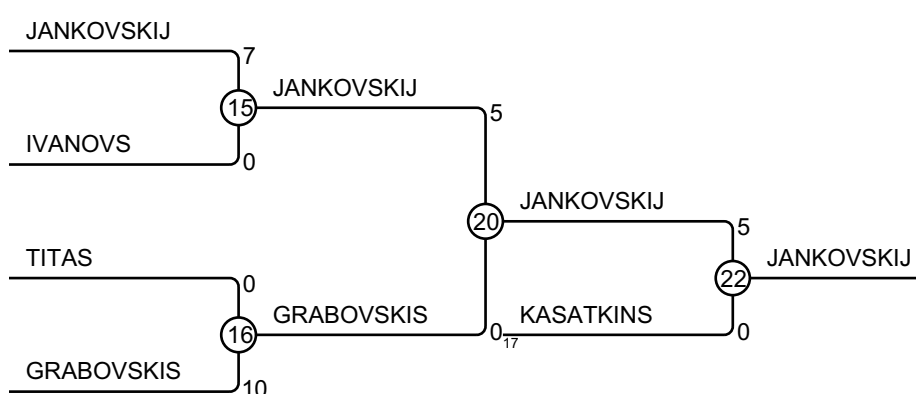 JANKOVSKIJ
7
JANKOVSKIJ
15
5
IVANOVS
0
JANKOVSKIJ
20
5
TITAS
0
JANKOVSKIJ
22
GRABOVSKIS
KASATKINS
16
0
17
0
GRABOVSKIS
10